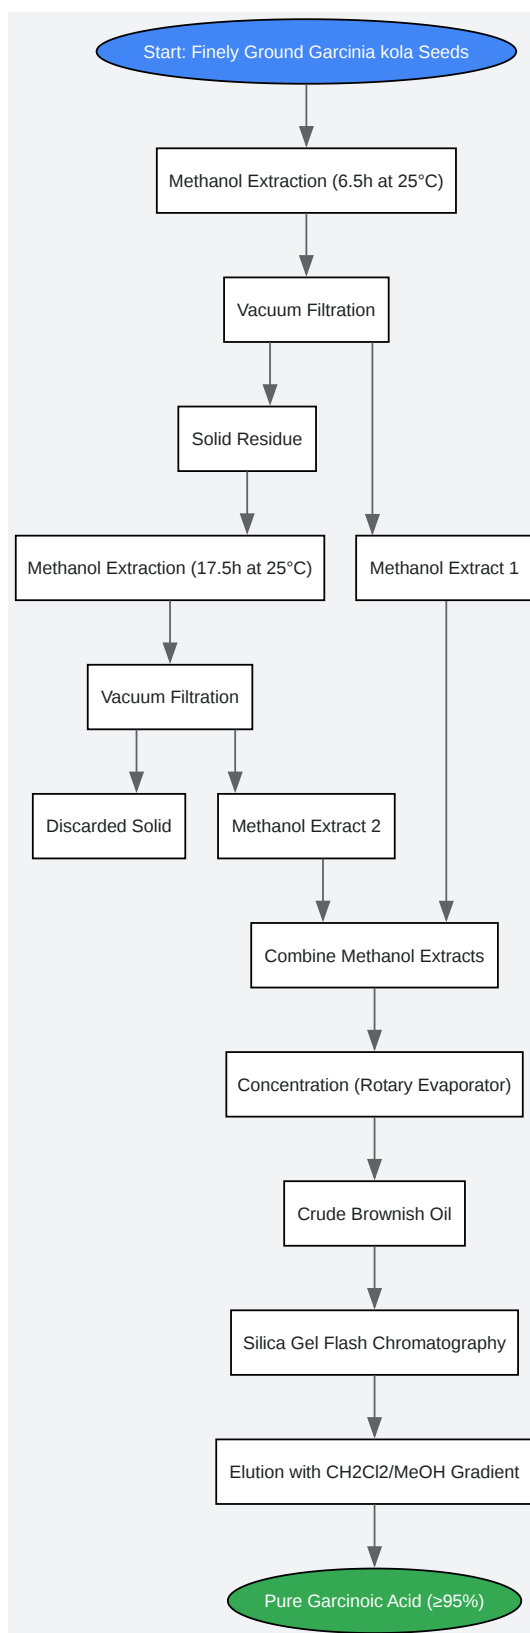 Start: Finely Ground Garcinia kola Seeds
Methanol Extraction (6.5h at 25°C)
Vacuum Filtration
Solid Residue
Methanol Extraction (17.5h at 25°C)
Methanol Extract 1
Vacuum Filtration
Discarded Solid
Methanol Extract 2
Combine Methanol Extracts
Concentration (Rotary Evaporator)
Crude Brownish Oil
Silica Gel Flash Chromatography
Elution with CH2Cl2/MeOH Gradient
Pure Garcinoic Acid (≥95%)